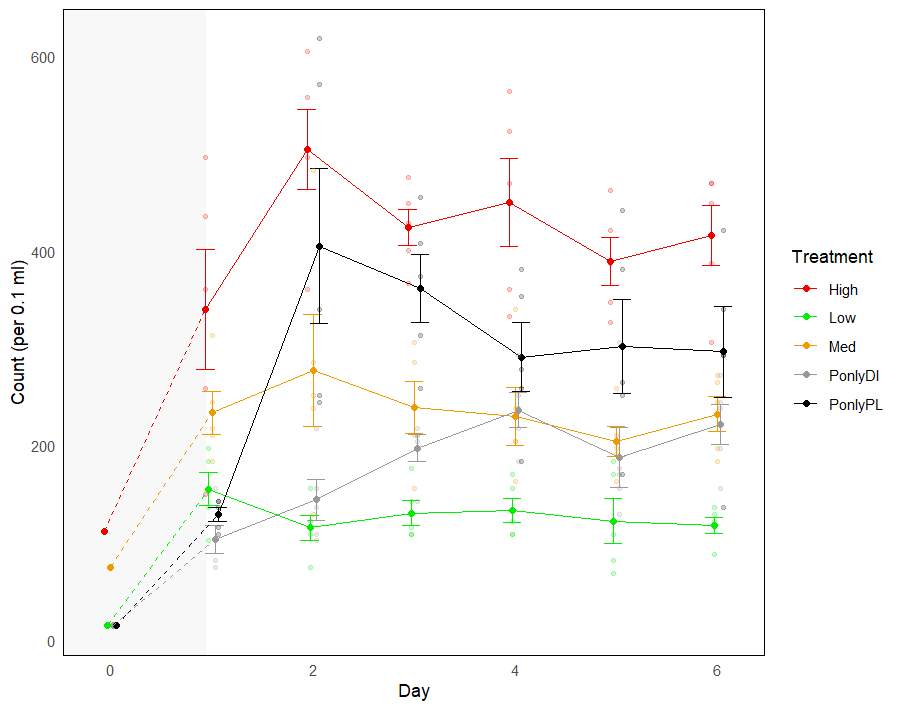 600
400
200
0
Count (per 0.1 ml)
0 2 4 6
Day
Treatment
High
Low
Med
PonlyDI
PonlyPL